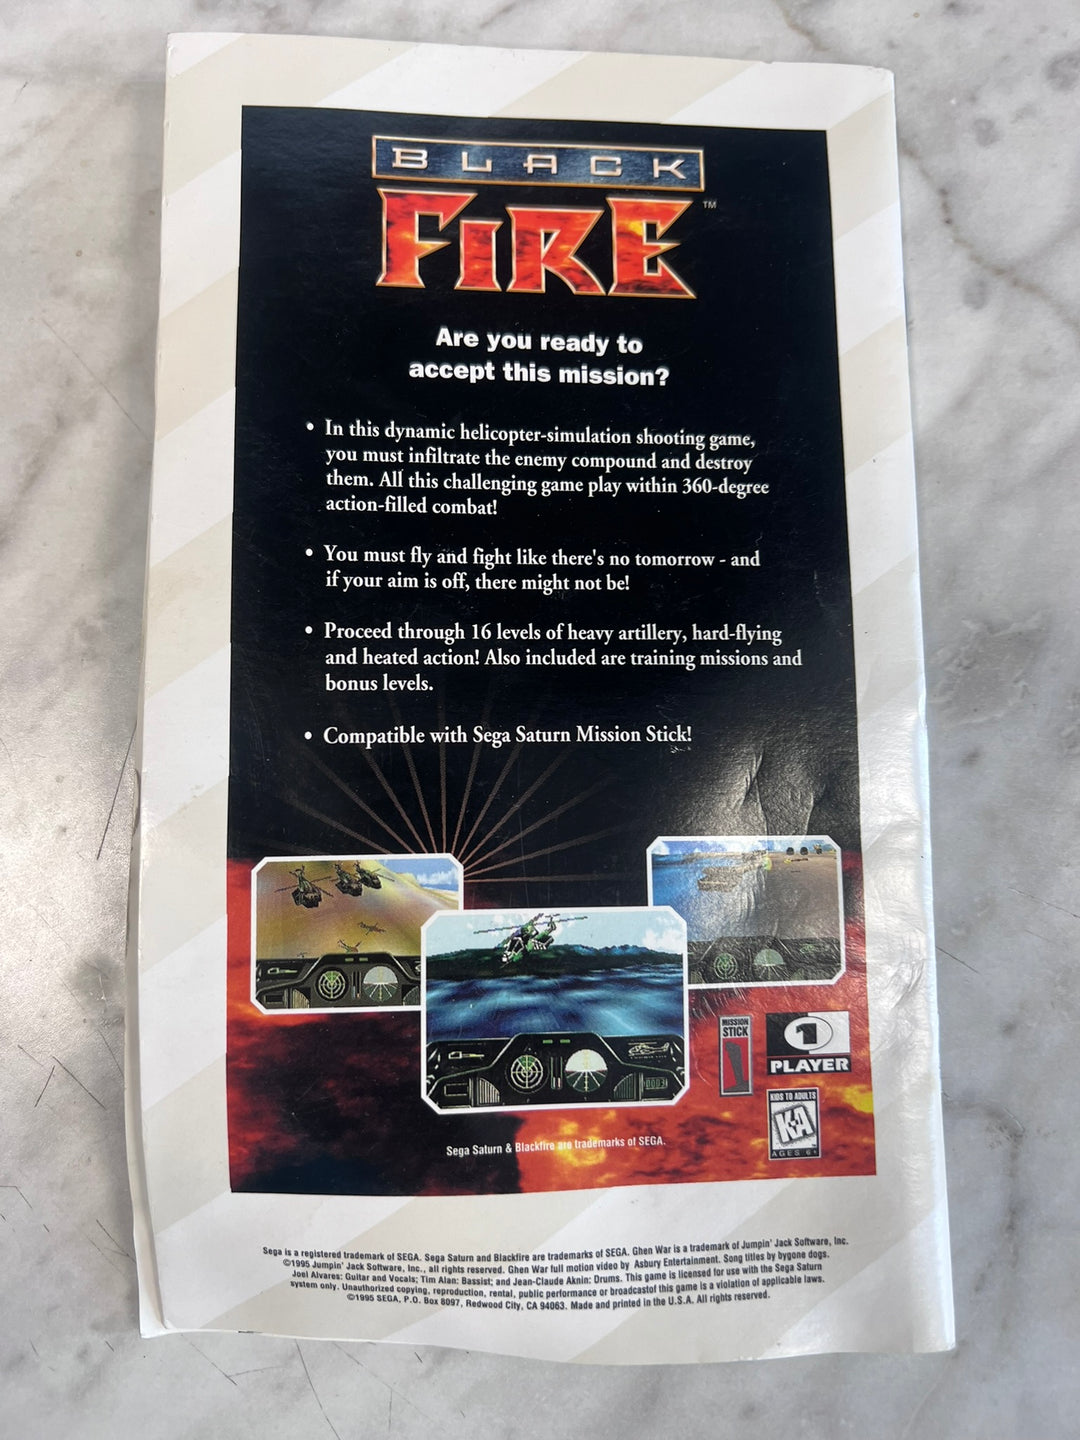 BLACK
FIRE
TM
Are you ready to
accept this mission?
• In this dynamic helicopter-simulation shooting game,
you must infiltrate the enemy compound and destroy
them. All this challenging game play within 360-degree
action-filled combat!
• You must fly and fight like there's no tomorrow - and
if your aim is off, there might not be!
• Proceed through 16 levels of heavy artillery, hard-flying
and heated action! Also included are training missions and
bonus levels.
• Compatible with Sega Saturn Mission Stick!
MISSION
STICK
1
PLAYER
KIDS TO ADULTS
K-A
AGES 6+
Sega Saturn & Blackfire are trademarks of SEGA.
Sega is a registered trademark of SEGA. Sega Saturn and Blackfire are trademarks of SEGA. Ghen War is a trademark of Jumpin' Jack Software, Inc.
©1995 Jumpin' Jack Software, Inc., all rights reserved. Ghen War full motion video by Asbury Entertainment. Song titles by bygone dogs.
Joel Alvares: Guitar and Vocals; Tim Alan: Bassist; and Jean-Claude Aknin: Drums. This game is licensed for use with the Sega Saturn
system only. Unauthorized copying, reproduction, rental, public performance or broadcastof this game is a violation of applicable laws.
©1995 SEGA, P.O. Box 8097, Redwood City, CA 94063. Made and printed in the U.S.A. All rights reserved.